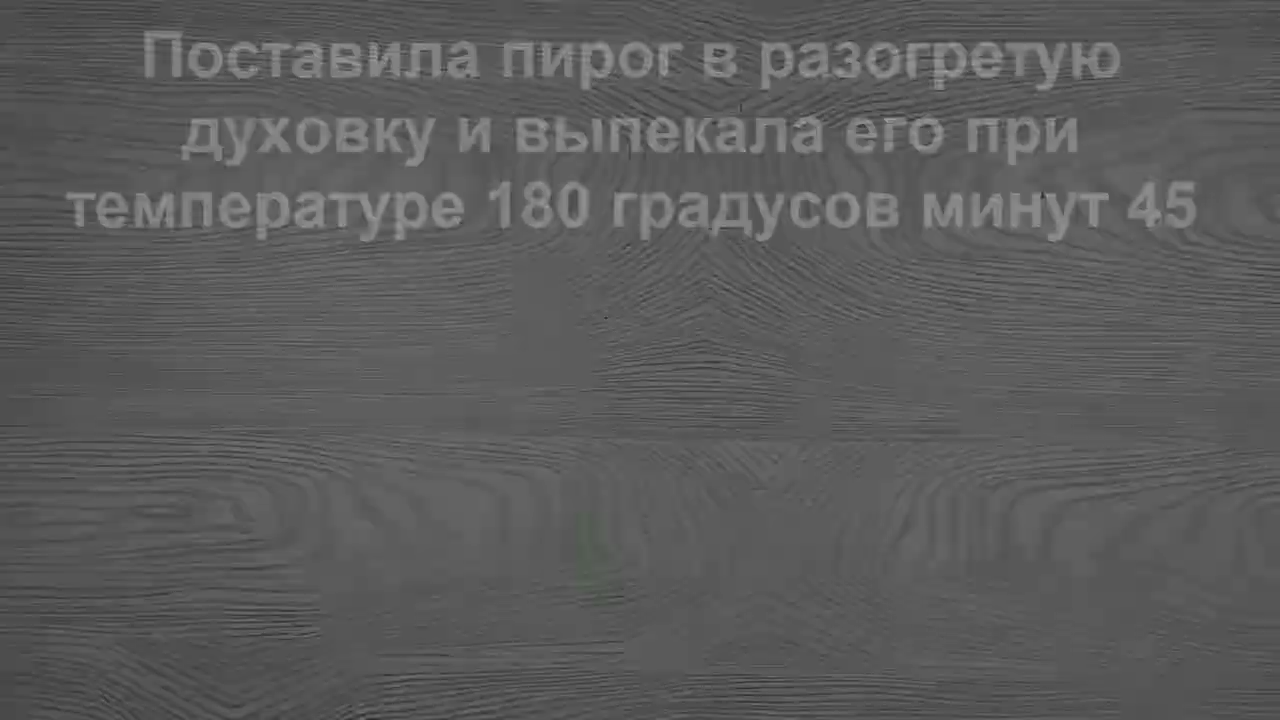 Поставила пирог в разогретую
духовку и выпекала его при
температуре 180 градусов минут 45